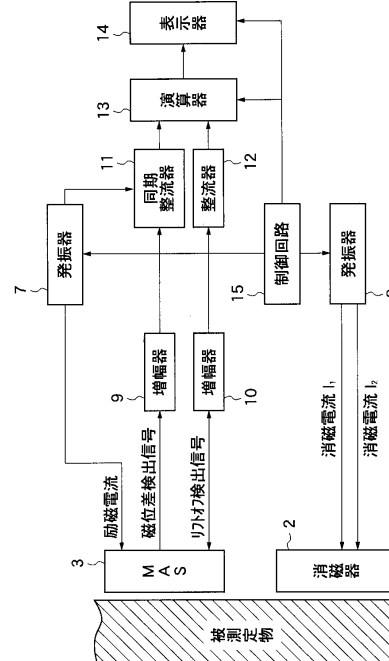 被測定物
3
MAS
2
消磁器
励磁電流
磁位差検出信号
リフトオフ検出信号
消磁電流 I₁
消磁電流 I₂
7
発振器
9
増幅器
10
増幅器
11
同期
整流器
12
整流器
13
演算器
14
表示器
15
制御回路
発振器